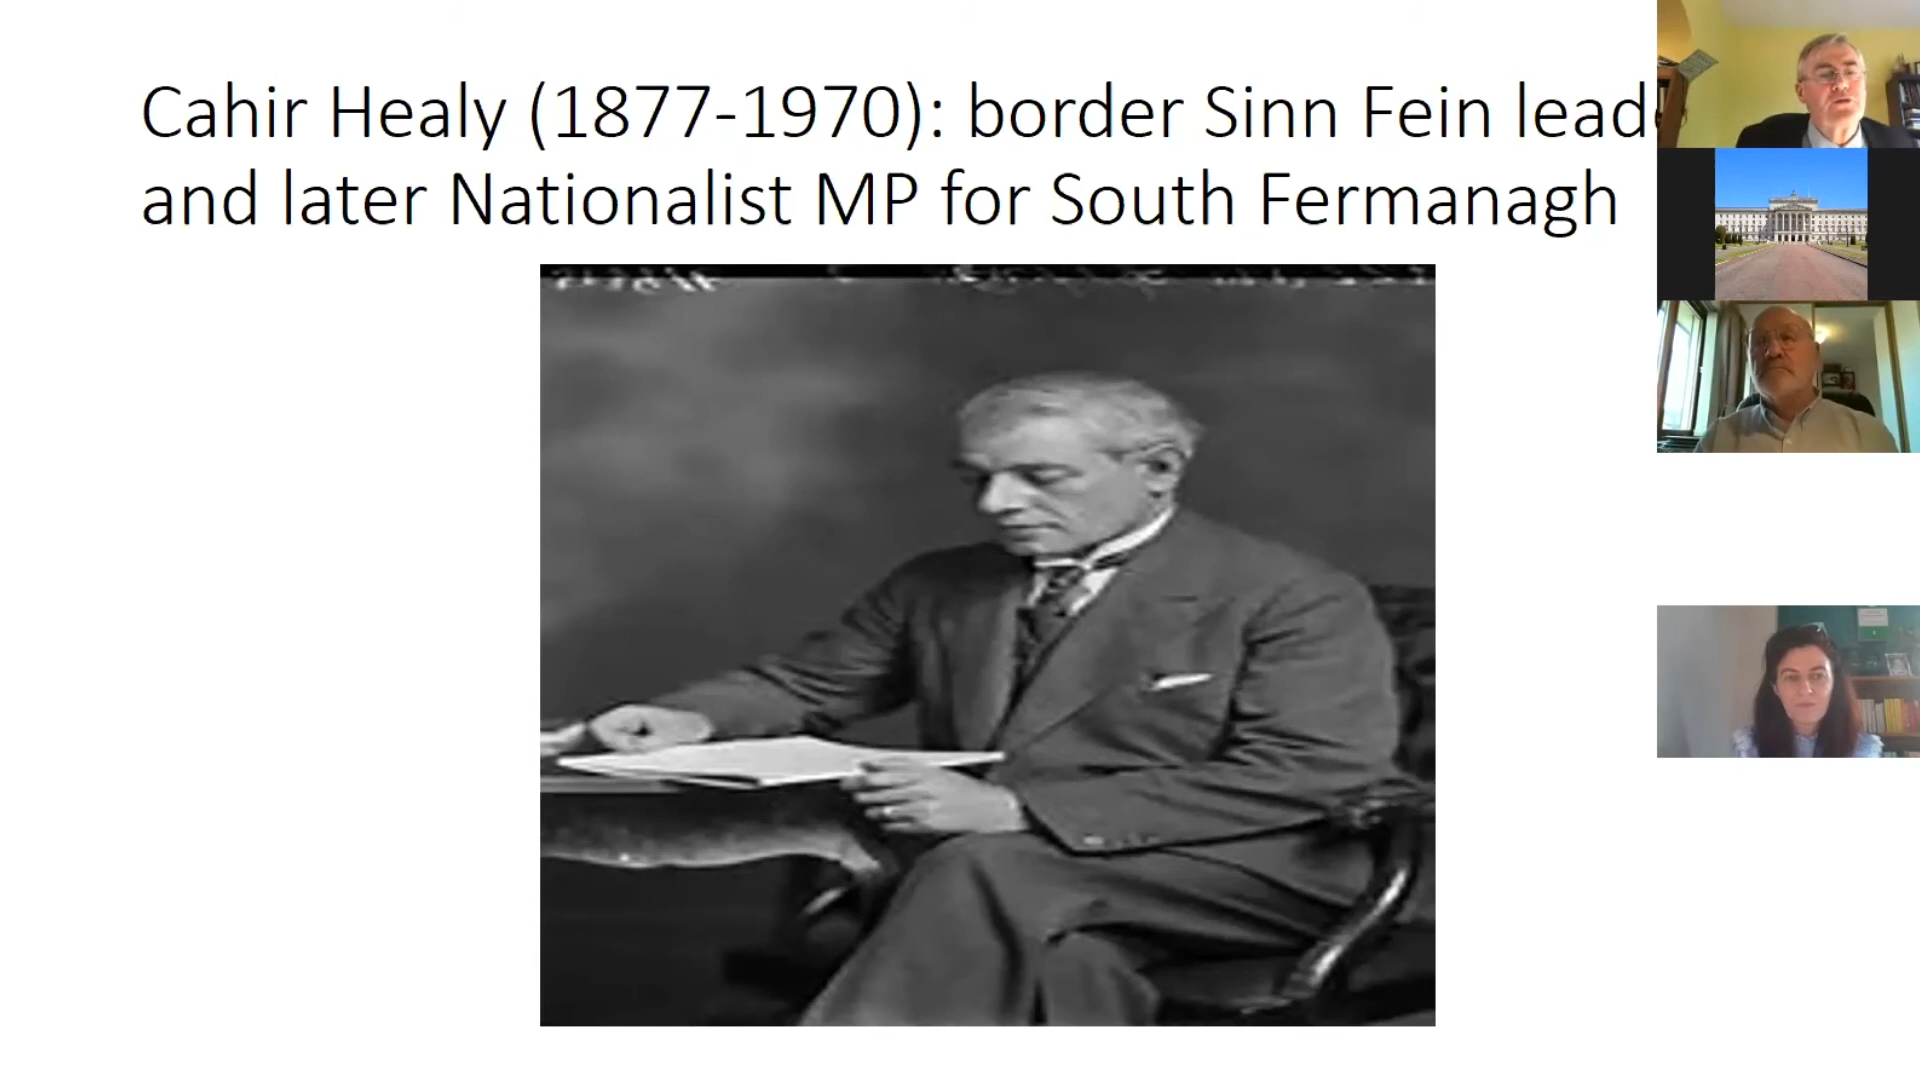 Cahir Healy (1877-1970): border Sinn Fein lead
and later Nationalist MP for South Fermanagh